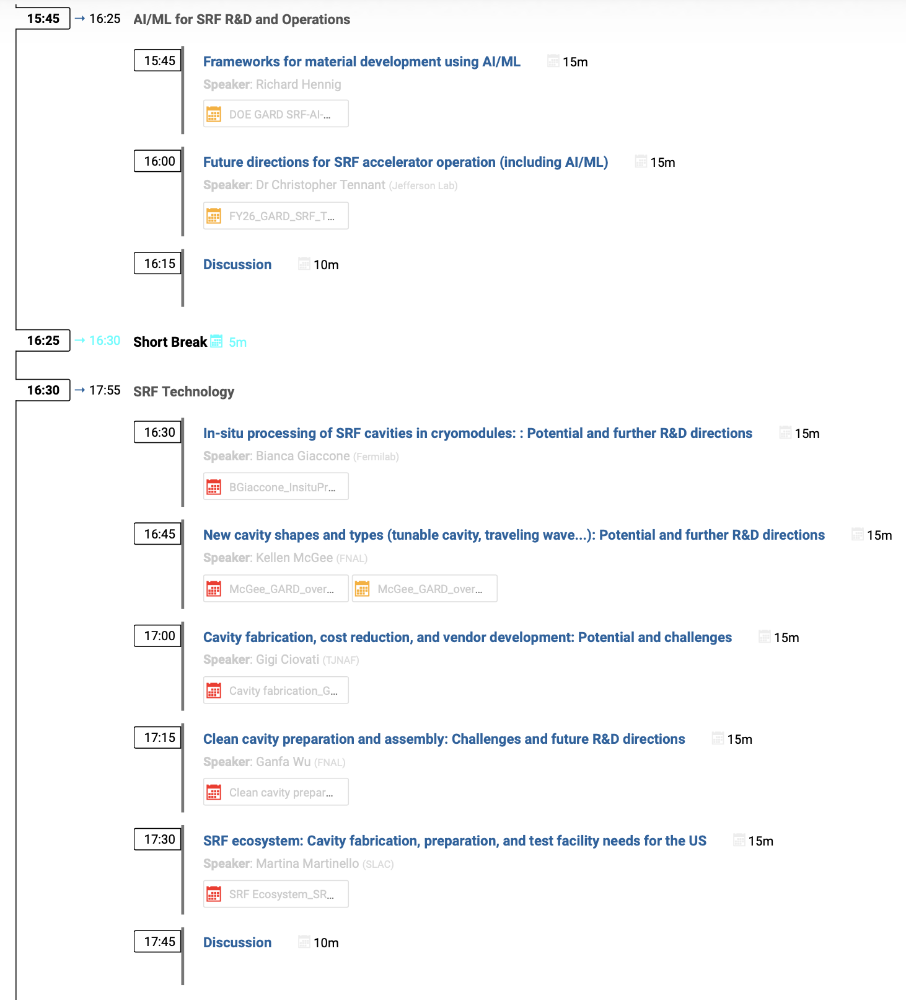 15:45 → 16:25 AI/ML for SRF R&D and Operations
15:45 Frameworks for material development using AI/ML 15m
Speaker: Richard Hennig
DOE GARD SRF-AI-...
16:00 Future directions for SRF accelerator operation (including AI/ML) 15m
Speaker: Dr Christopher Tennant (Jefferson Lab)
FY26_GARD_SRF_T...
16:15 Discussion 10m
16:25 → 16:30 Short Break 5m
16:30 → 17:55 SRF Technology
16:30 In-situ processing of SRF cavities in cryomodules: : Potential and further R&D directions 15m
Speaker: Bianca Giaccone (Fermilab)
BGiaccone_InsituPr...
16:45 New cavity shapes and types (tunable cavity, traveling wave...): Potential and further R&D directions 15m
Speaker: Kellen McGee (FNAL)
McGee_GARD_over... McGee_GARD_over...
17:00 Cavity fabrication, cost reduction, and vendor development: Potential and challenges 15m
Speaker: Gigi Ciovati (TJNAF)
Cavity fabrication_G...
17:15 Clean cavity preparation and assembly: Challenges and future R&D directions 15m
Speaker: Ganfa Wu (FNAL)
Clean cavity prepar...
17:30 SRF ecosystem: Cavity fabrication, preparation, and test facility needs for the US 15m
Speaker: Martina Martinello (SLAC)
SRF Ecosystem_SR...
17:45 Discussion 10m